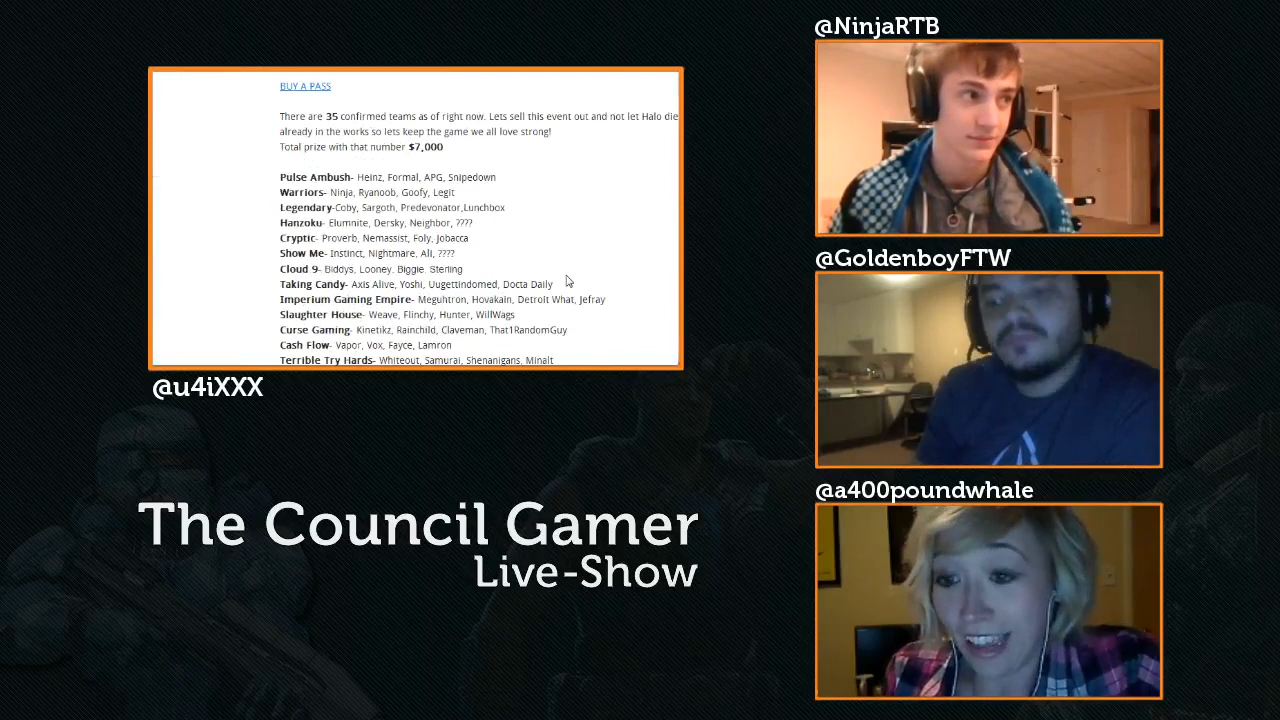 BUY A PASS
There are 35 confirmed teams as of right now. Lets sell this event out and not let Halo die
already in the works so lets keep the game we all love strong!
Total prize with that number $7,000
Pulse Ambush- Heinz, Formal, APG, Snipedown
Warriors- Ninja, Ryanoob, Goofy, Legit
Legendary-Coby, Sargoth, Predevonator,Lunchbox
Hanzoku- Elumnite, Dersky, Neighbor, ????
Cryptic- Proverb, Nemassist, Foly, Jobacca
Show Me- Instinct, Nightmare, Ali, ????
Cloud 9- Biddys, Looney, Biggie, Sterling
Taking Candy- Axis Alive, Yoshi, Uugettindomed, Docta Daily
Imperium Gaming Empire- Meguhtron, Hovakain, Detroit What, Jefray
Slaughter House- Weave, Flinchy, Hunter, WillWags
Curse Gaming- Kinetikz, Rainchild, Claveman, That1RandomGuy
Cash Flow- Vapor, Vox, Fayce, Lamron
Terrible Try Hards- Whiteout, Samurai, Shenanigans, Minalt
@u4iXXX
The Council Gamer
Live-Show
@NinjaRTB
@GoldenboyFTW
@a400poundwhale